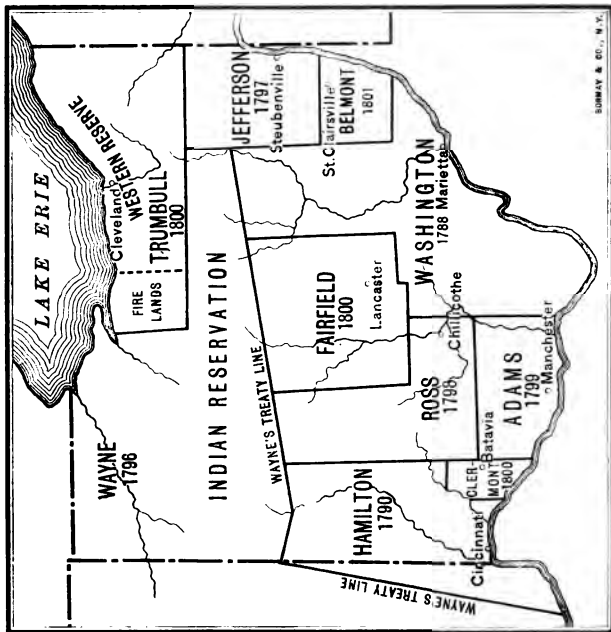 LAKE ERIE
Cleveland
WESTERN RESERVE
TRUMBULL
1800
FIRE
LANDS
WAYNE
1796
INDIAN RESERVATION
WAYNE'S TREATY LINE
JEFFERSON
1797
Steubenville
St.Clairsville
BELMONT
1801
FAIRFIELD
1800
Lancaster
WASHINGTON
1788
Marietta
HAMILTON
1790
ROSS
1798
Chillicothe
ADAMS
1799
Manchester
CLER-
MONT
1800
Batavia
Cincinnati
WAYNE'S TREATY LINE
BORMAY & CO., N.Y.